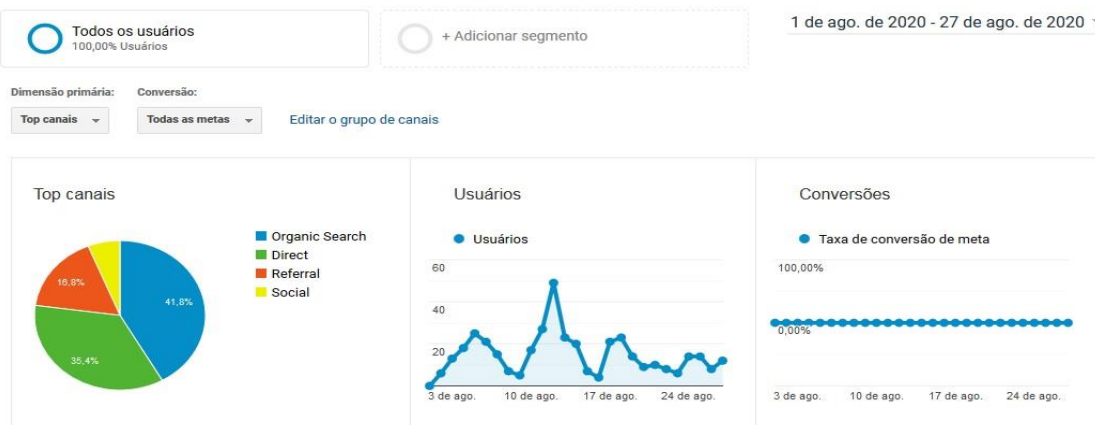 Todos os usuários
100,00% Usuários
+ Adicionar segmento
1 de ago. de 2020 - 27 de ago. de 2020
Dimensão primária:
Conversão:
Top canais
Todas as metas
Editar o grupo de canais
Top canais
Organic Search
Direct
Referral
Social
16,8%
41,8%
35,4%
Usuários
Usuários
60
40
20
3 de ago.
10 de ago.
17 de ago.
24 de ago.
Conversões
Taxa de conversão de meta
100,00%
0,00%
3 de ago.
10 de ago.
17 de ago.
24 de ago.